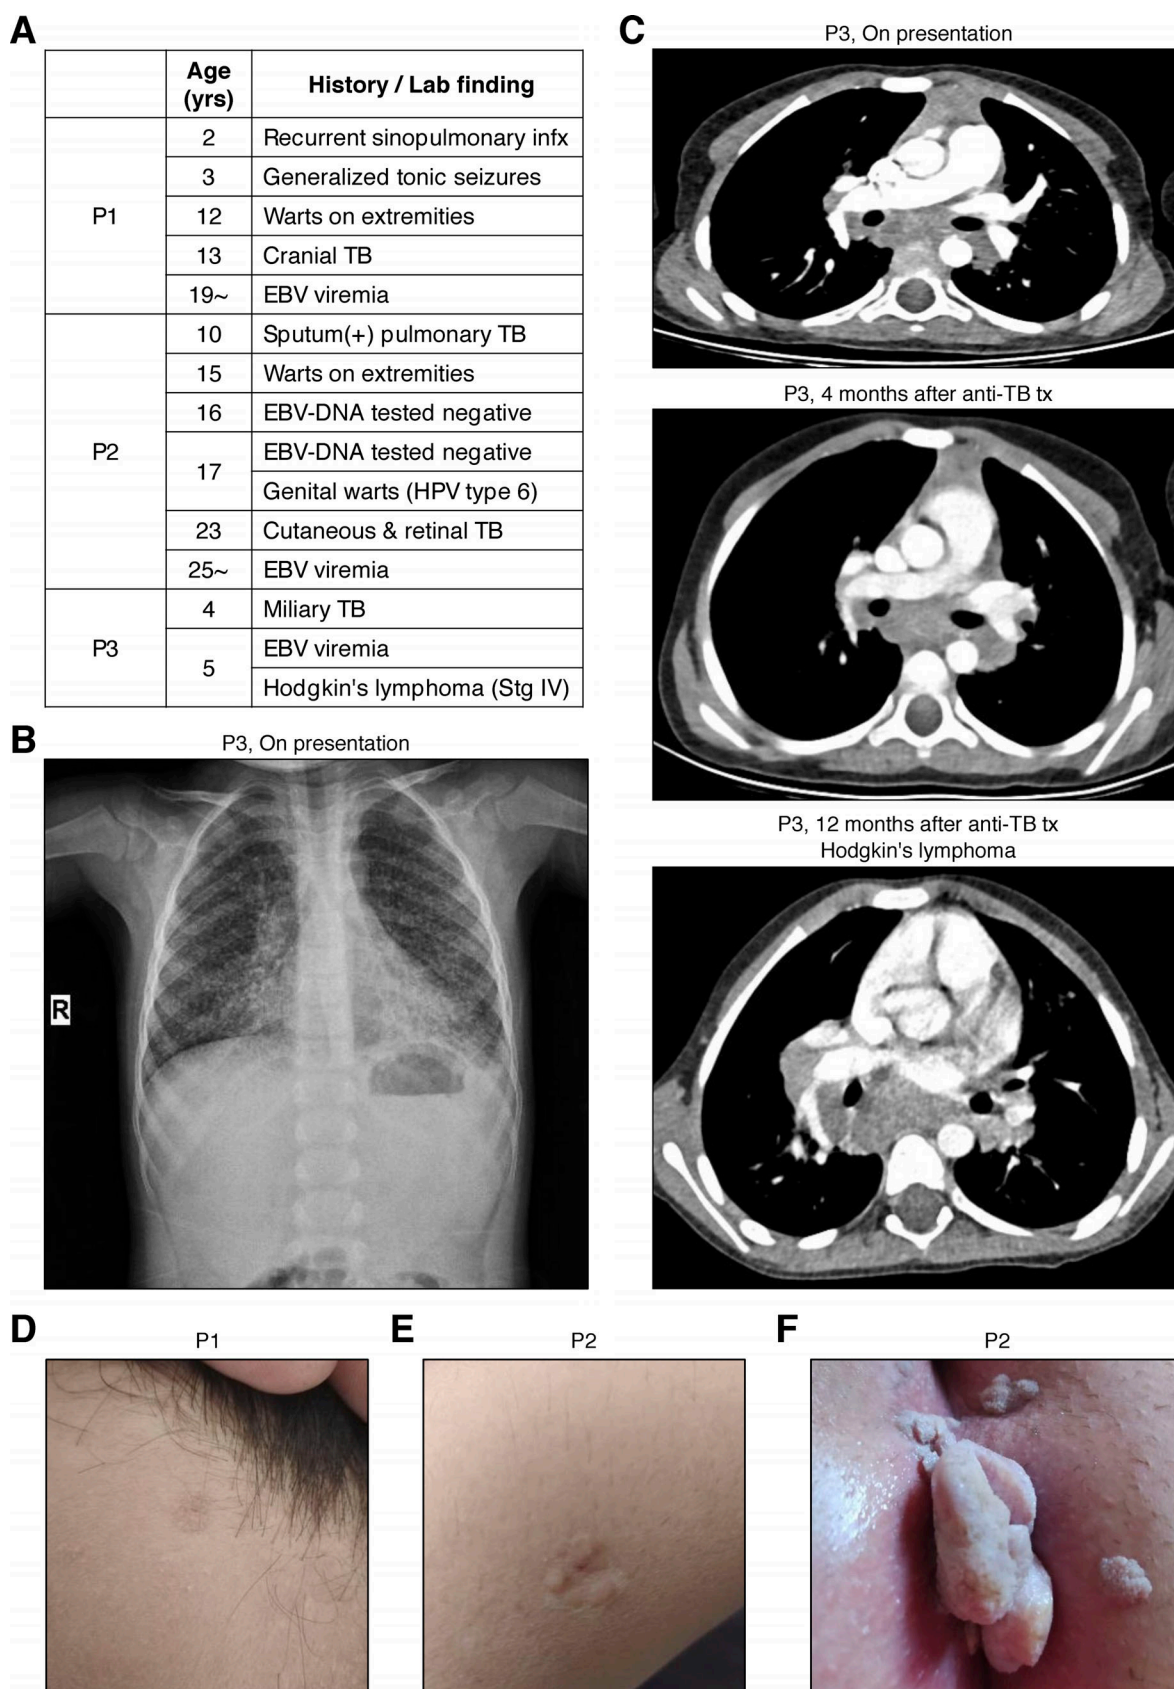 A
Age (yrs) History / Lab finding
P1
2 Recurrent sinopulmonary infx
3 Generalized tonic seizures
12 Warts on extremities
13 Cranial TB
19~ EBV viremia
P2
10 Sputum(+) pulmonary TB
15 Warts on extremities
16 EBV-DNA tested negative
17 EBV-DNA tested negative
Genital warts (HPV type 6)
23 Cutaneous & retinal TB
25~ EBV viremia
P3
4 Miliary TB
5 EBV viremia
Hodgkin's lymphoma (Stg IV)
B
P3, On presentation
R
C
P3, On presentation
P3, 4 months after anti-TB tx
P3, 12 months after anti-TB tx
Hodgkin's lymphoma
D
P1
E
P2
F
P2